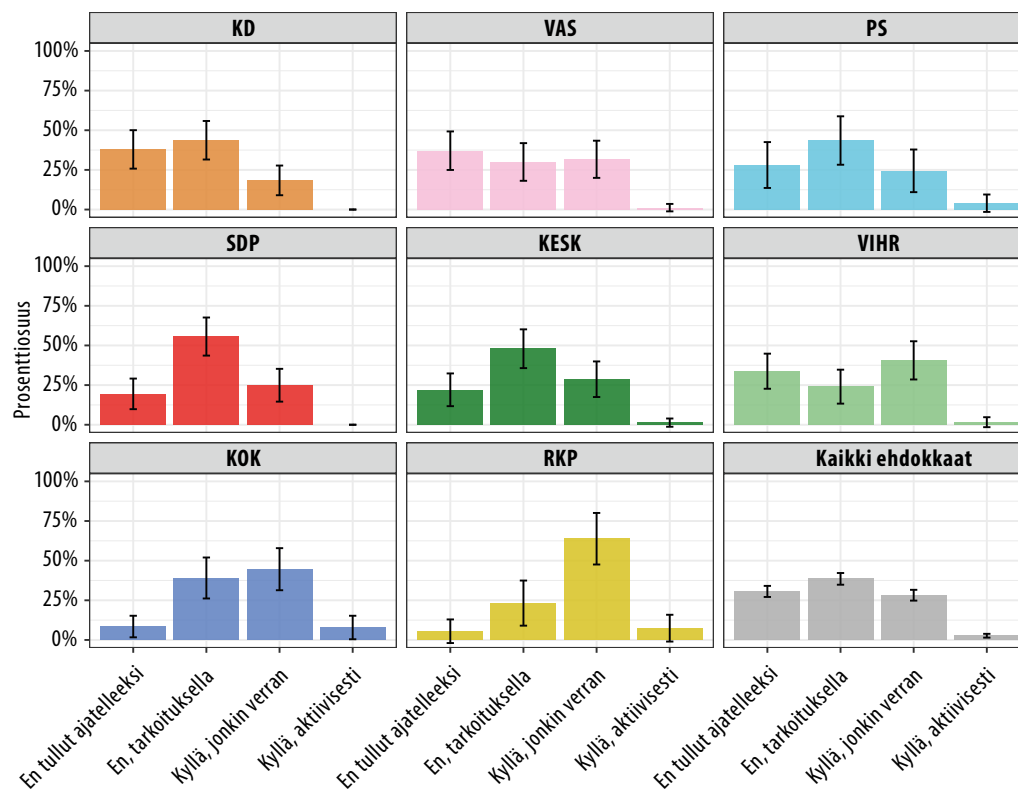 KD
VAS
PS
100%
75%
50%
25%
0%
SDP
KESK
VIHR
100%
75%
50%
25%
0%
Prosenttiosuus
KOK
RKP
Kaikki ehdokkaat
100%
75%
50%
25%
0%
En tullut ajatelleeksi
En, tarkoituksella
Kyllä, jonkin verran
Kyllä, aktiivisesti
En tullut ajatelleeksi
En, tarkoituksella
Kyllä, jonkin verran
Kyllä, aktiivisesti
En tullut ajatelleeksi
En, tarkoituksella
Kyllä, jonkin verran
Kyllä, aktiivisesti